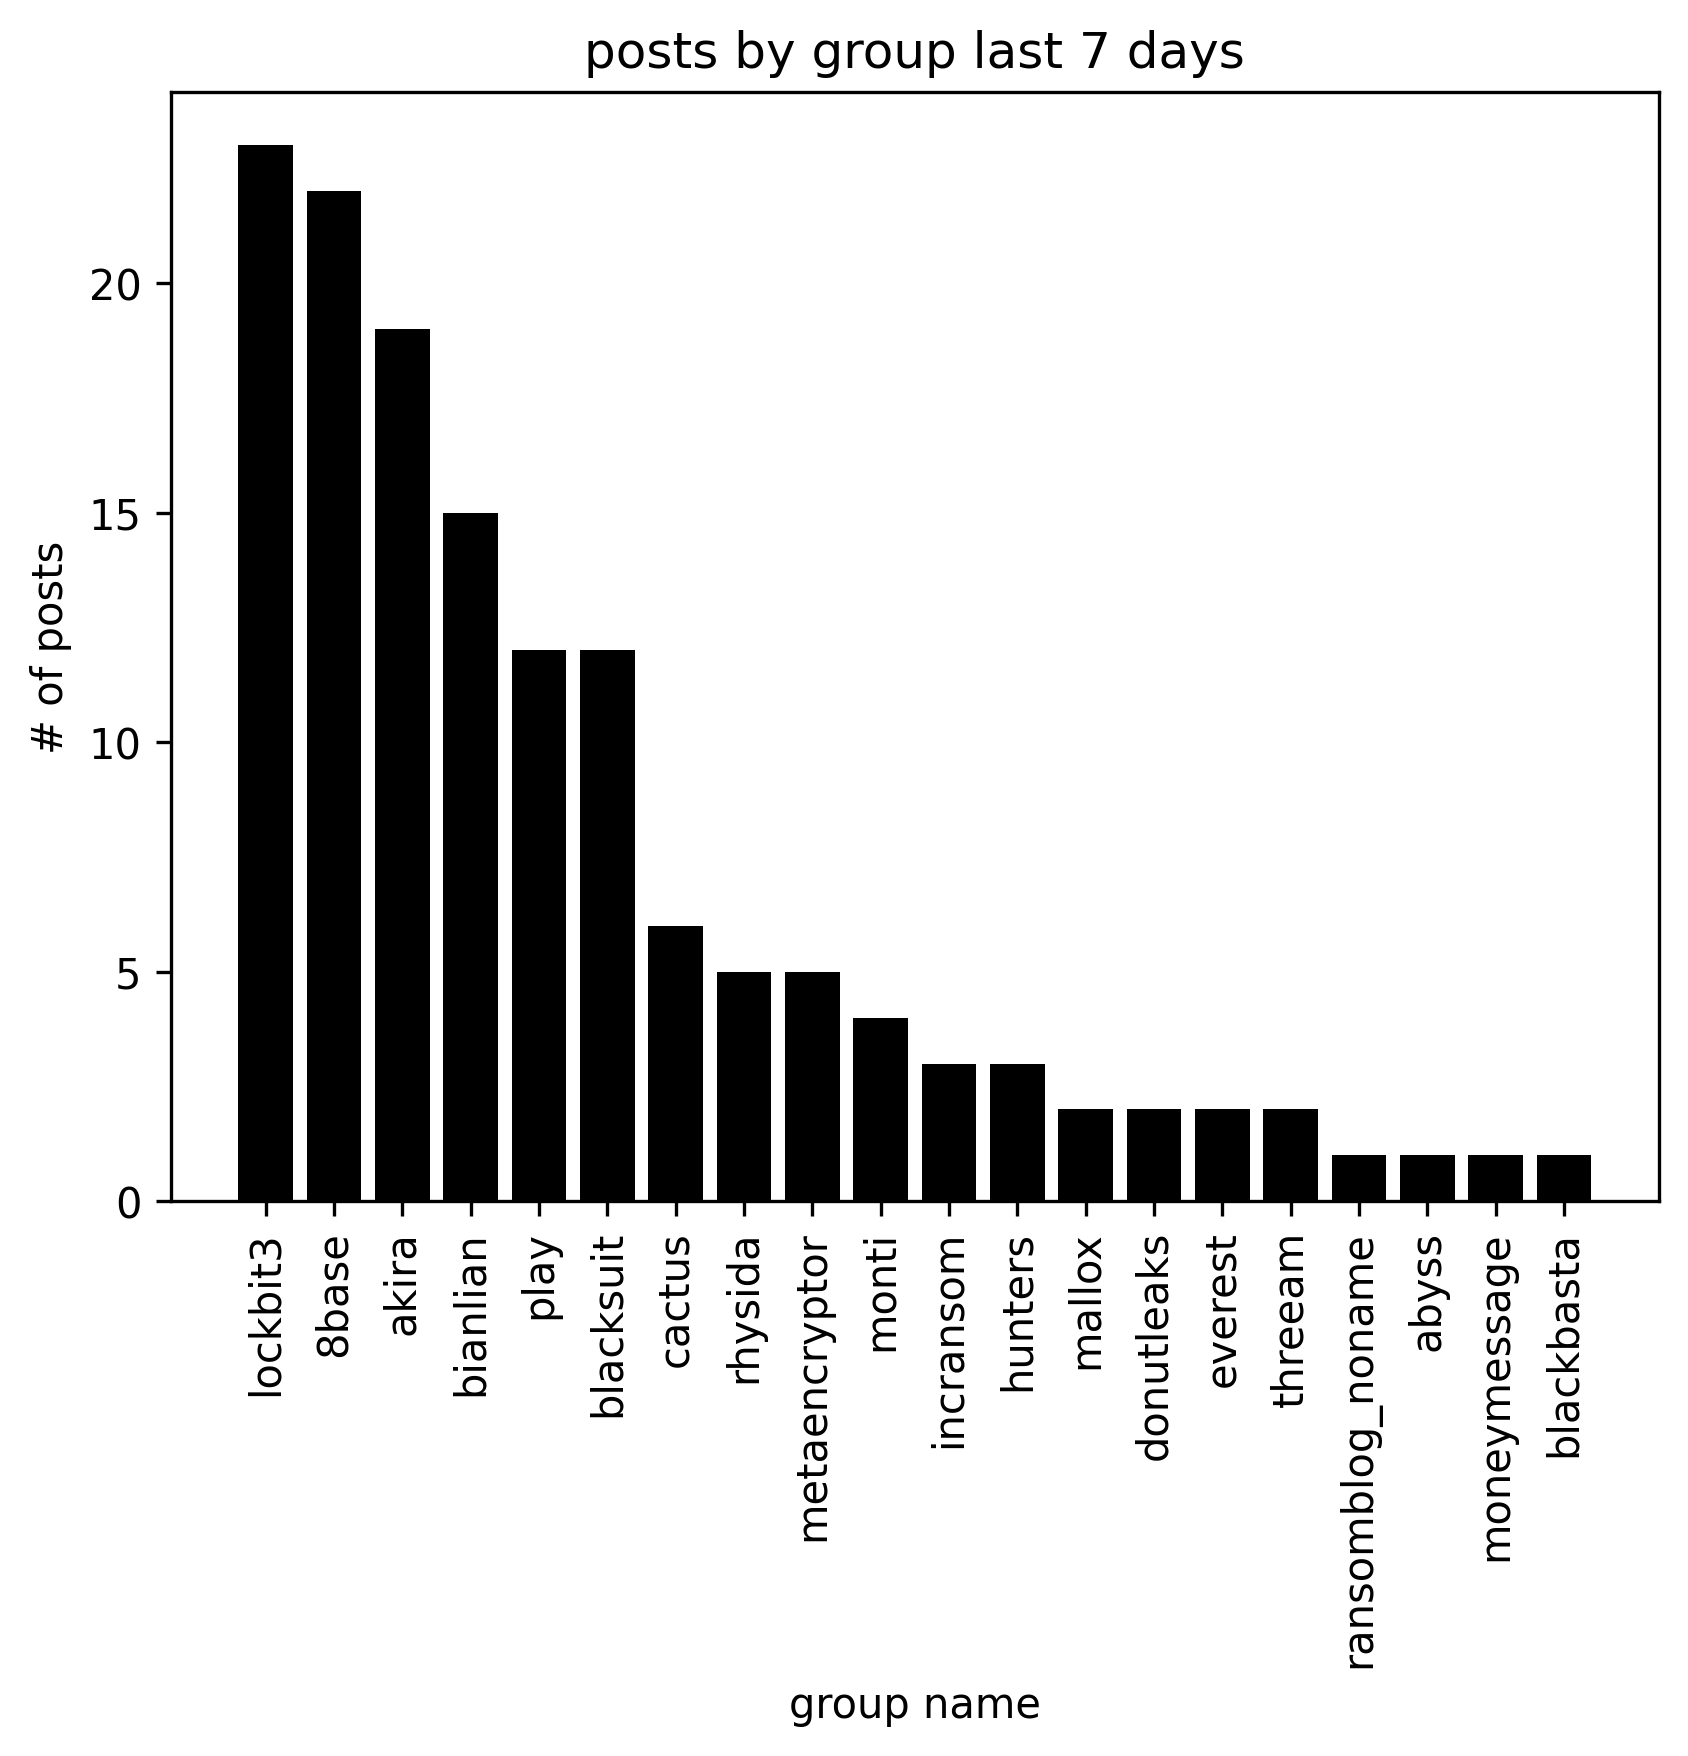 posts by group last 7 days
# of posts
20
15
10
5
0
lockbit3
8base
akira
bianlian
play
blacksuit
cactus
rhysida
metaencryptor
monti
incransom
hunters
mallox
donutleaks
everest
threeam
ransomblog_noname
abyss
moneymessage
blackbasta
group name